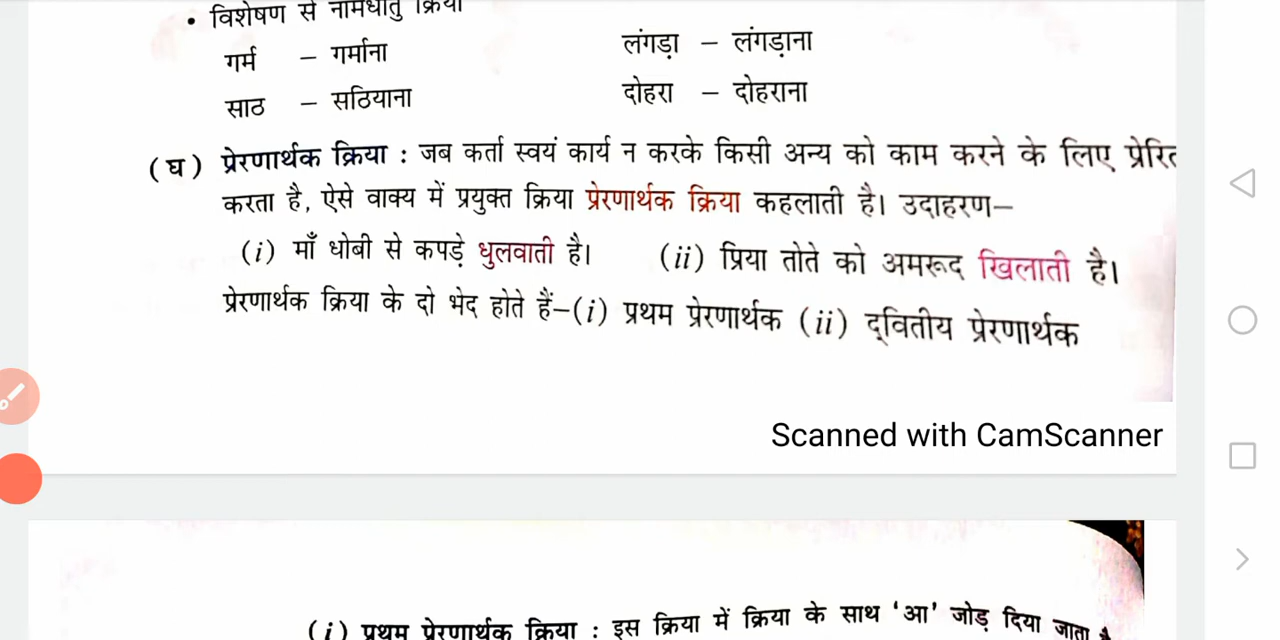 • विशेषण से नामधातु क्रिया
गर्म – गर्माना लंगड़ा – लंगड़ाना
साठ – सठियाना दोहरा – दोहराना
(घ) प्रेरणार्थक क्रिया : जब कर्ता स्वयं कार्य न करके किसी अन्य को काम करने के लिए प्रेरित
करता है, ऐसे वाक्य में प्रयुक्त क्रिया प्रेरणार्थक क्रिया कहलाती है। उदाहरण–
(i) माँ धोबी से कपड़े धुलवाती है। (ii) प्रिया तोते को अमरूद खिलाती है।
प्रेरणार्थक क्रिया के दो भेद होते हैं–(i) प्रथम प्रेरणार्थक (ii) द्‌वितीय प्रेरणार्थक
Scanned with CamScanner
(i) प्रथम प्रेरणार्थक क्रिया : इस क्रिया में क्रिया के साथ ‘आ’ जोड़ दिया जाता